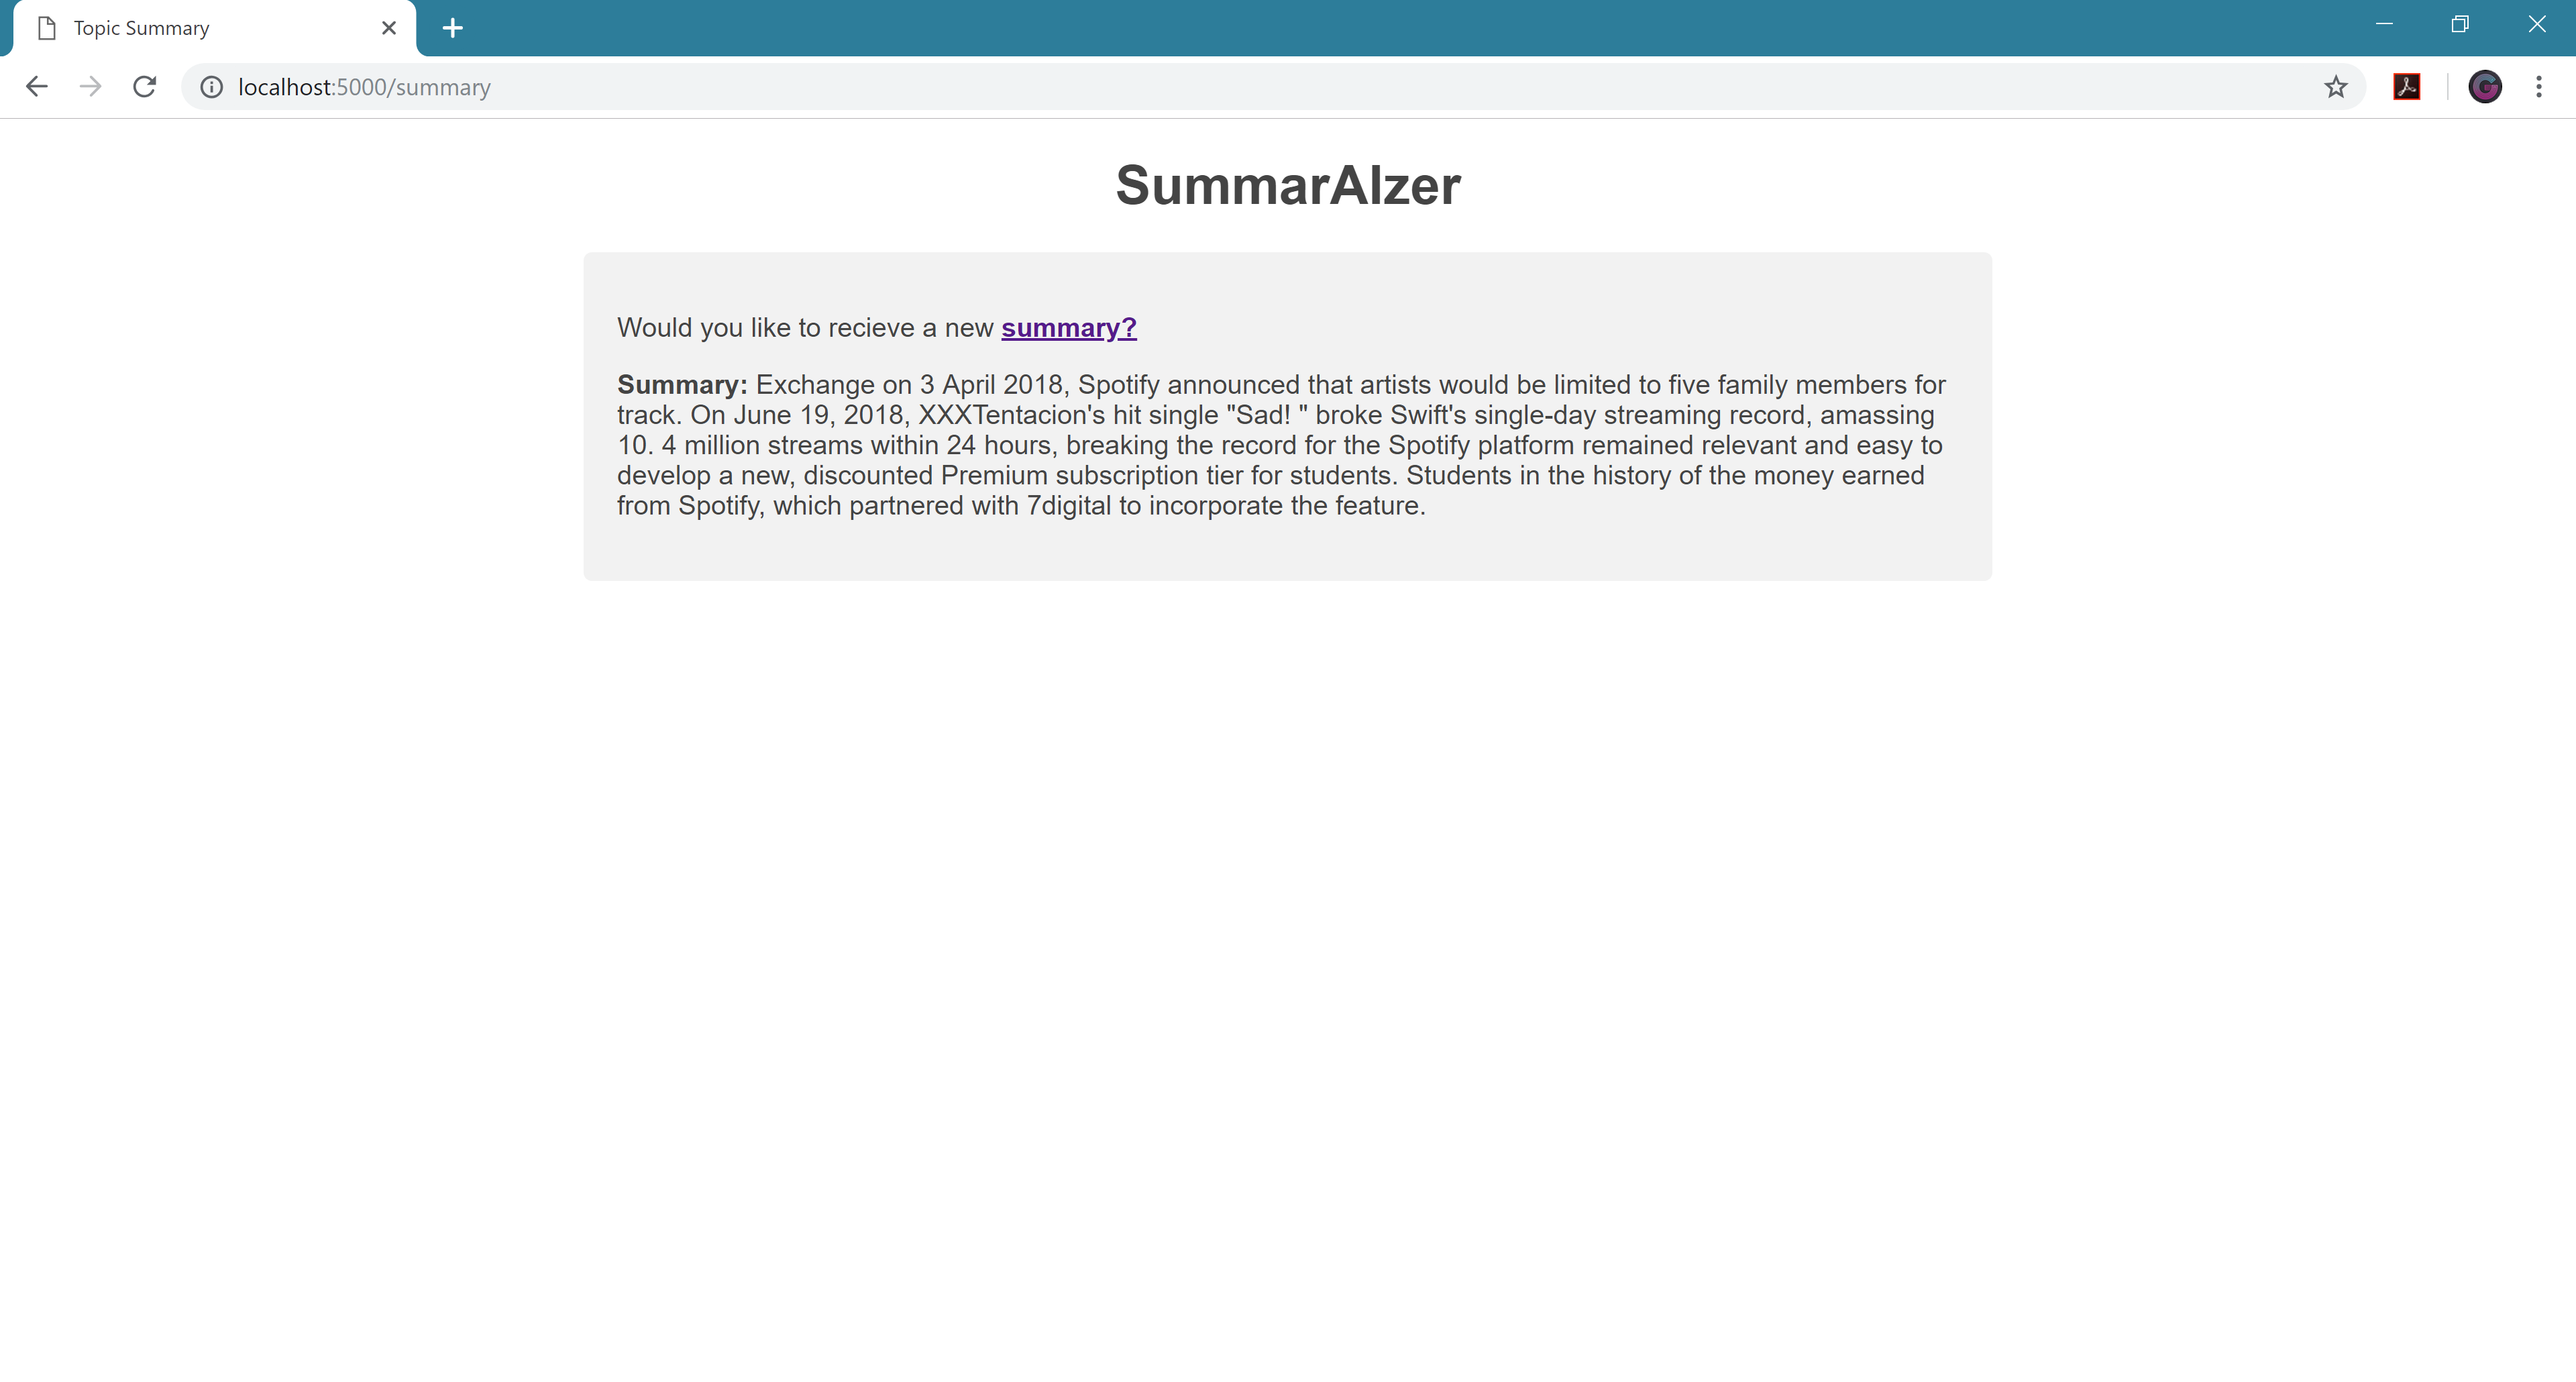 Topic Summary
localhost:5000/summary
SummarAIzer
Would you like to recieve a new summary?
Summary: Exchange on 3 April 2018, Spotify announced that artists would be limited to five family members for
track. On June 19, 2018, XXXTentacion's hit single "Sad! " broke Swift's single-day streaming record, amassing
10. 4 million streams within 24 hours, breaking the record for the Spotify platform remained relevant and easy to
develop a new, discounted Premium subscription tier for students. Students in the history of the money earned
from Spotify, which partnered with 7digital to incorporate the feature.